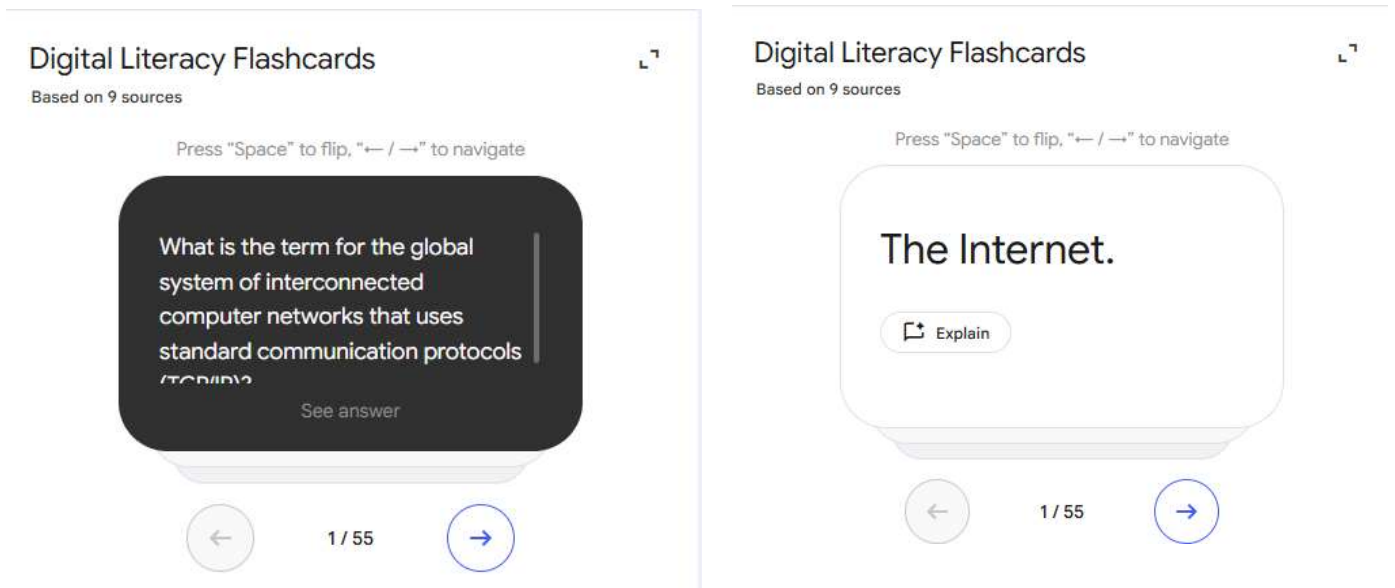 Digital Literacy Flashcards
Based on 9 sources
Press “Space” to flip, “← / →” to navigate
What is the term for the global
system of interconnected
computer networks that uses
standard communication protocols
(TCP/IP)?
See answer
1 / 55
Digital Literacy Flashcards
Based on 9 sources
Press “Space” to flip, “← / →” to navigate
The Internet.
Explain
1 / 55